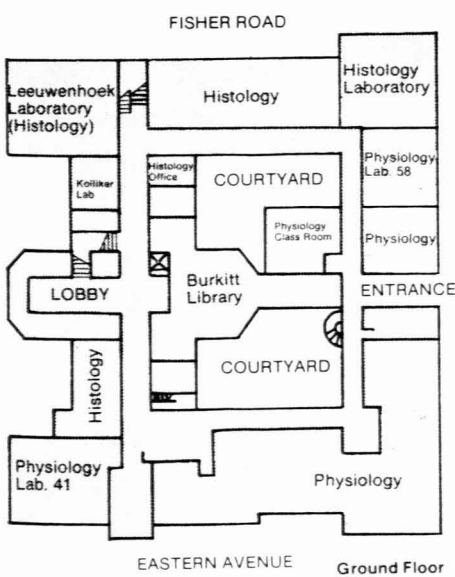 FISHER ROAD
Leeuwenhoek
Laboratory
(Histology)
Histology
Histology
Laboratory
Kolliker
Lab
Histology
Office
COURTYARD
Physiology
Lab. 58
Physiology
Class Room
Physiology
LOBBY
Burkitt
Library
ENTRANCE
Histology
COURTYARD
Physiology
Lab. 41
Physiology
EASTERN AVENUE
Ground Floor